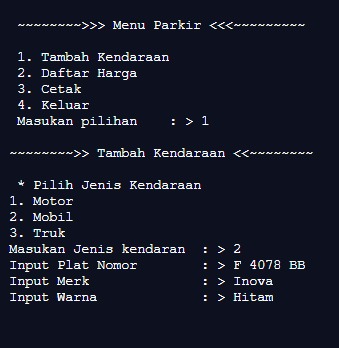 ~~~~~~~~>>> Menu Parkir <<<~~~~~~~~~
1. Tambah Kendaraan
2. Daftar Harga
3. Cetak
4. Keluar
Masukan pilihan : > 1
~~~~~~~~>> Tambah Kendaraan <<~~~~~~~~
* Pilih Jenis Kendaraan
1. Motor
2. Mobil
3. Truk
Masukan Jenis kendaran : > 2
Input Plat Nomor : > F 4078 BB
Input Merk : > Inova
Input Warna : > Hitam